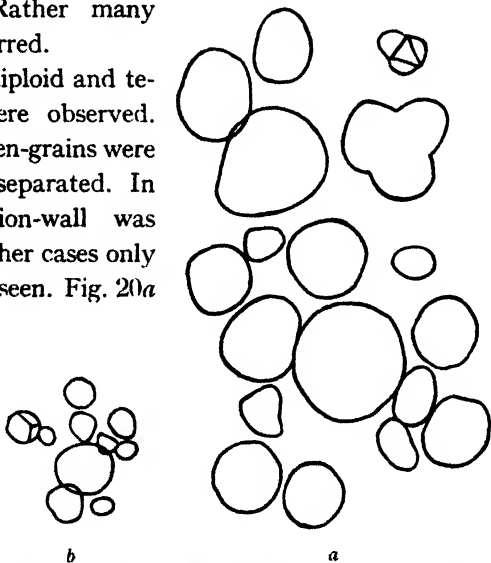 Rather many
rred.
iploid and te-
ere observed.
en-grains were
separated. In
ion-wall was
her cases only
seen. Fig. 20a
b
a